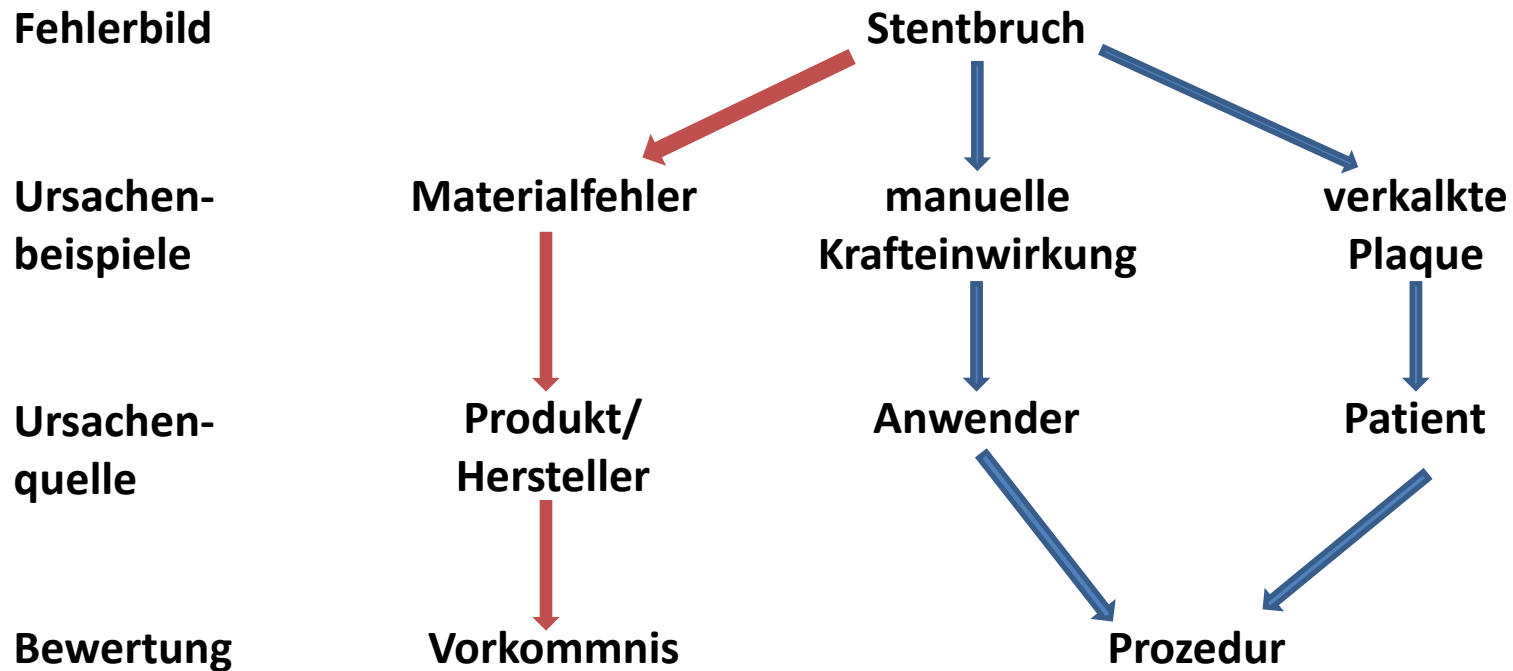 Fehlerbild
Stentbruch
Ursachen-
beispiele
Materialfehler
manuelle
Krafteinwirkung
verkalkte
Plaque
Ursachen-
quelle
Produkt/
Hersteller
Anwender
Patient
Bewertung
Vorkommnis
Prozedur